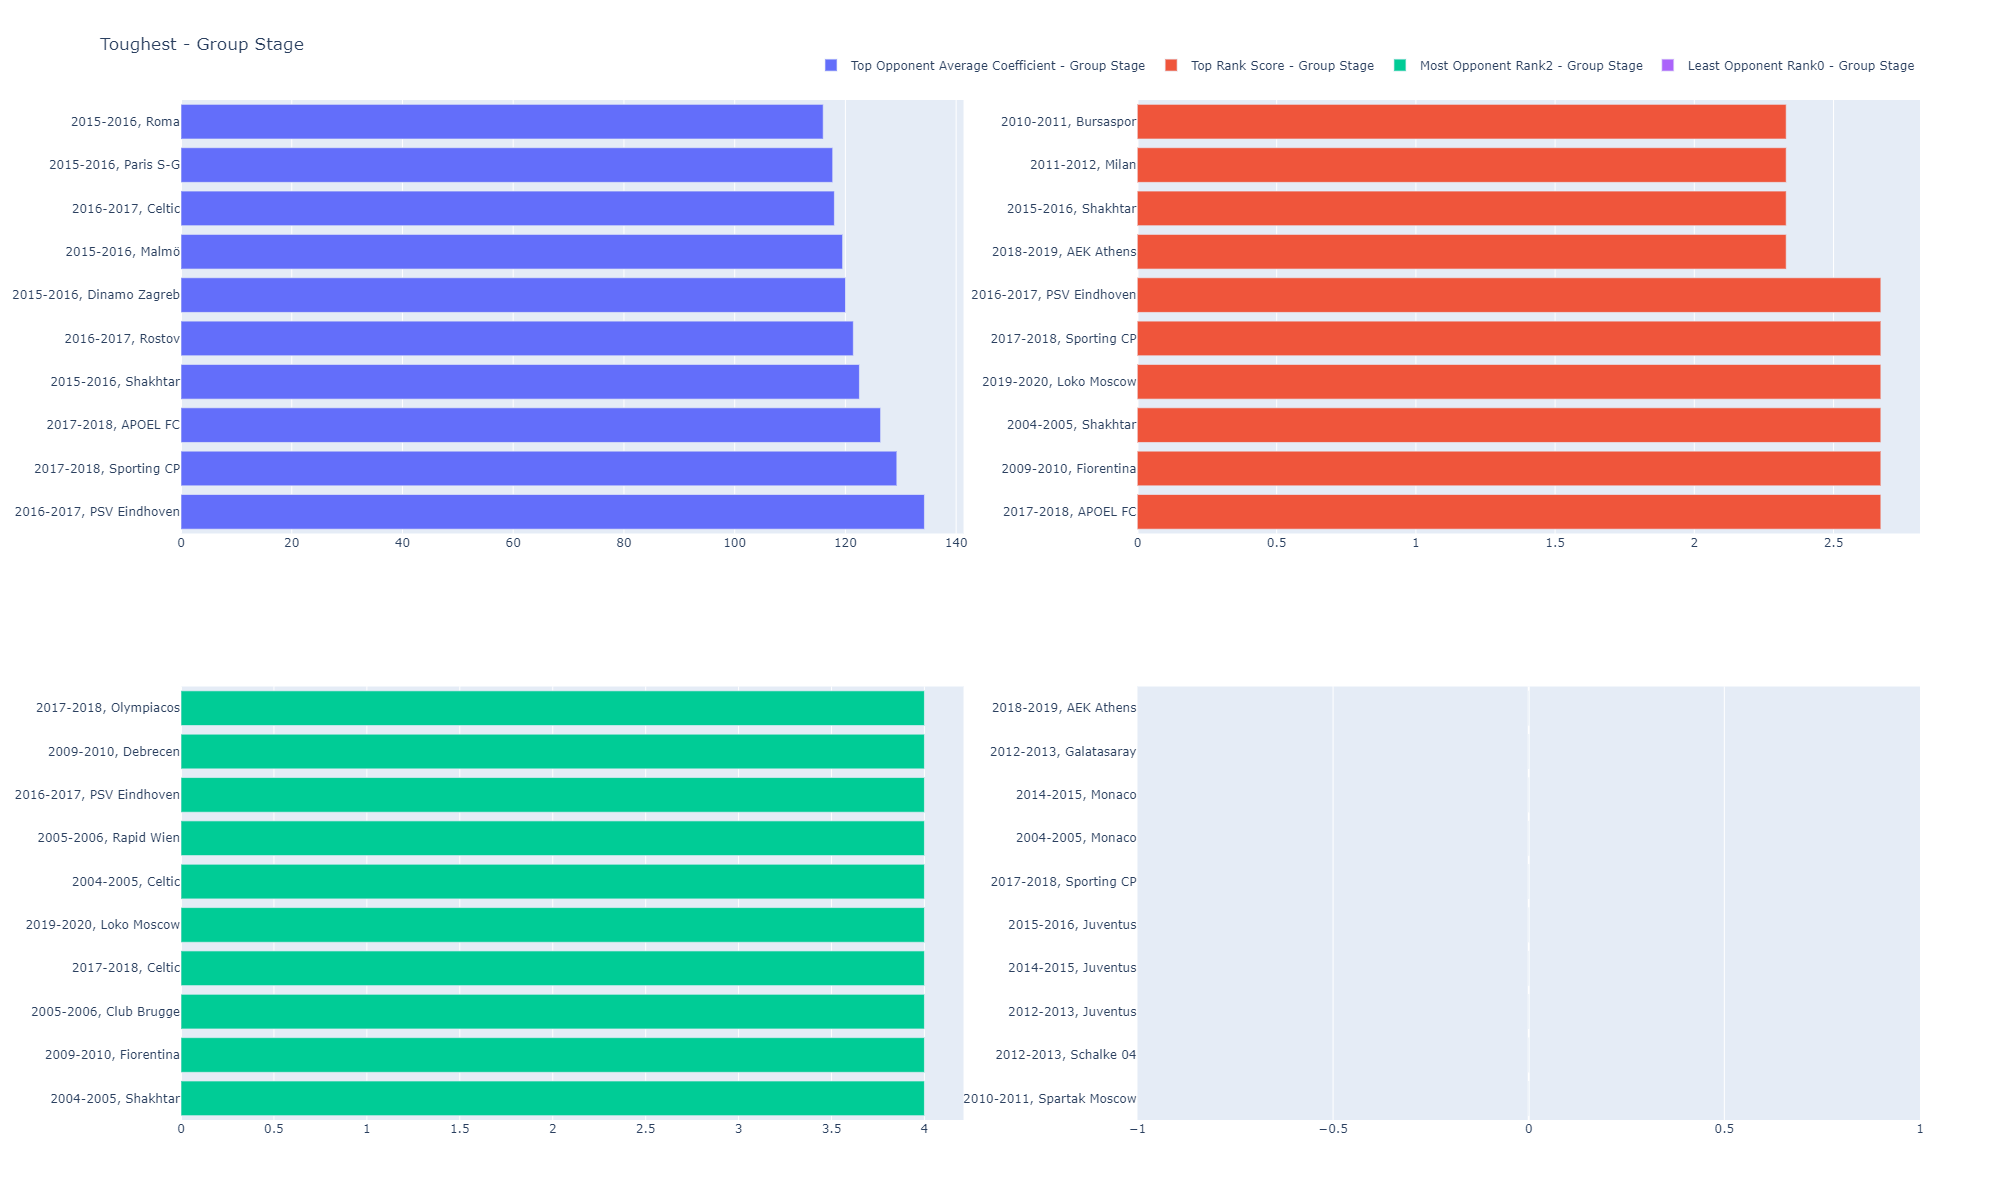 Toughest - Group Stage
Top Opponent Average Coefficient - Group Stage
Top Rank Score - Group Stage
Most Opponent Rank2 - Group Stage
Least Opponent Rank0 - Group Stage
2015-2016, Roma
2015-2016, Paris S-G
2016-2017, Celtic
2015-2016, Malmö
2015-2016, Dinamo Zagreb
2016-2017, Rostov
2015-2016, Shakhtar
2017-2018, APOEL FC
2017-2018, Sporting CP
2016-2017, PSV Eindhoven
0 20 40 60 80 100 120 140
2010-2011, Bursaspor
2011-2012, Milan
2015-2016, Shakhtar
2018-2019, AEK Athens
2016-2017, PSV Eindhoven
2017-2018, Sporting CP
2019-2020, Loko Moscow
2004-2005, Shakhtar
2009-2010, Fiorentina
2017-2018, APOEL FC
0 0.5 1 1.5 2 2.5
2017-2018, Olympiacos
2009-2010, Debrecen
2016-2017, PSV Eindhoven
2005-2006, Rapid Wien
2004-2005, Celtic
2019-2020, Loko Moscow
2017-2018, Celtic
2005-2006, Club Brugge
2009-2010, Fiorentina
2004-2005, Shakhtar
0 0.5 1 1.5 2 2.5 3 3.5 4
2018-2019, AEK Athens
2012-2013, Galatasaray
2014-2015, Monaco
2004-2005, Monaco
2017-2018, Sporting CP
2015-2016, Juventus
2014-2015, Juventus
2012-2013, Juventus
2012-2013, Schalke 04
2010-2011, Spartak Moscow
−1 −0.5 0 0.5 1